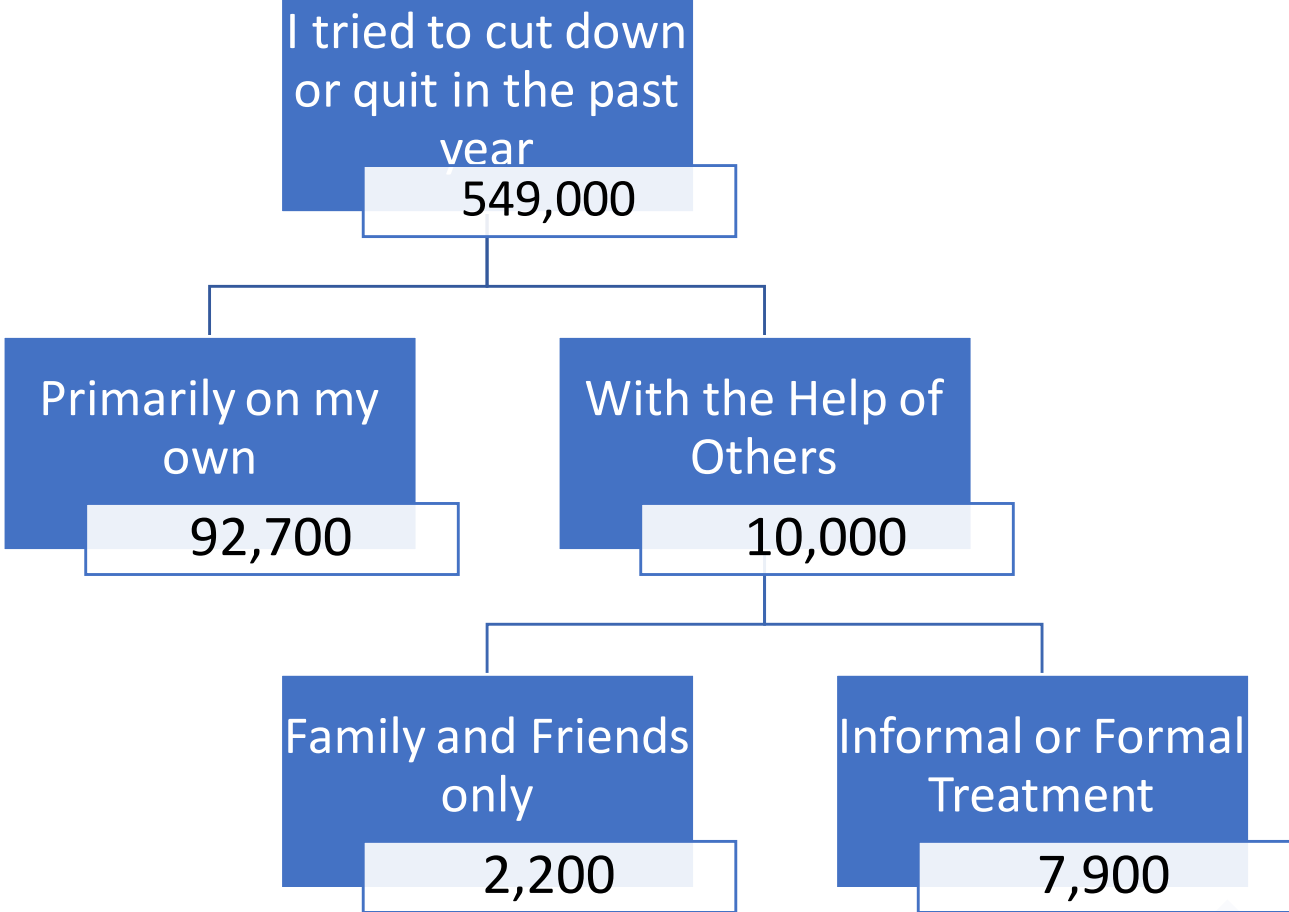 I tried to cut down
or quit in the past
year
549,000
Primarily on my
own
92,700
With the Help of
Others
10,000
Family and Friends
only
2,200
Informal or Formal
Treatment
7,900